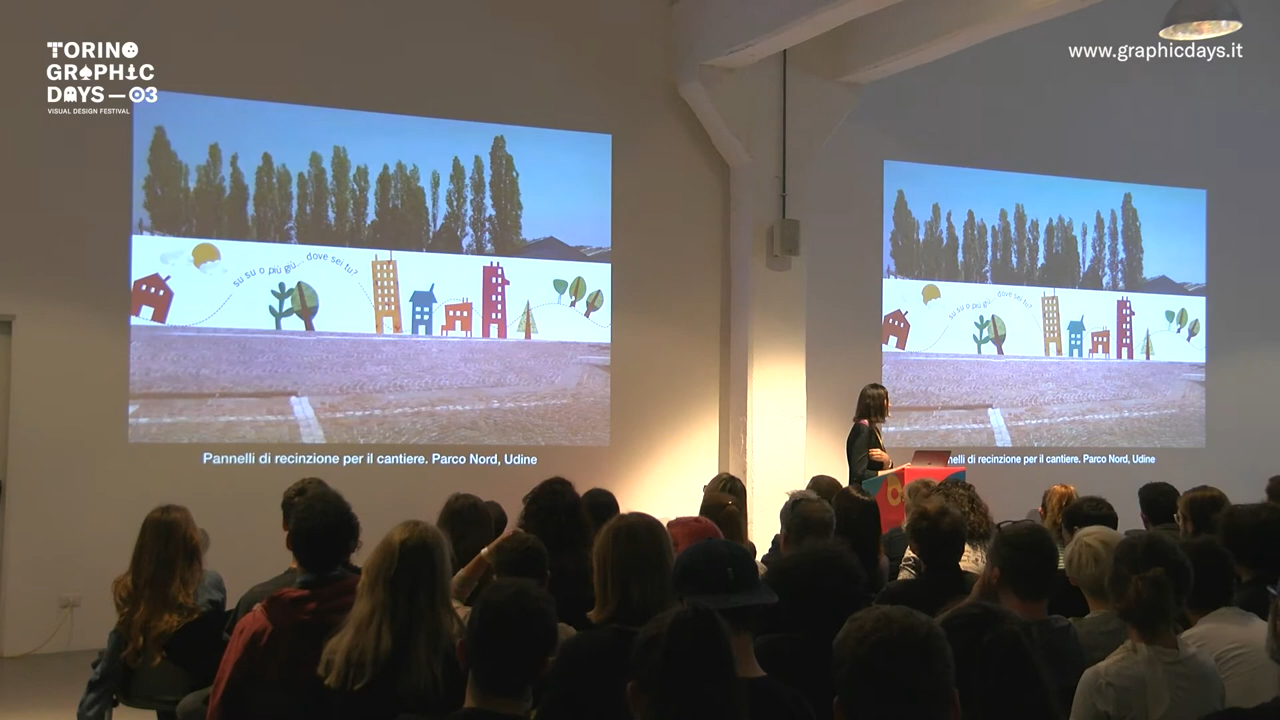 TORINO
GRAPHIC
DAYS—03
VISUAL DESIGN FESTIVAL
www.graphicdays.it
su su o più giù... dove sei tu?
Pannelli di recinzione per il cantiere. Parco Nord, Udine
su su o più giù... dove sei tu?
nelli di recinzione per il cantiere. Parco Nord, Udine